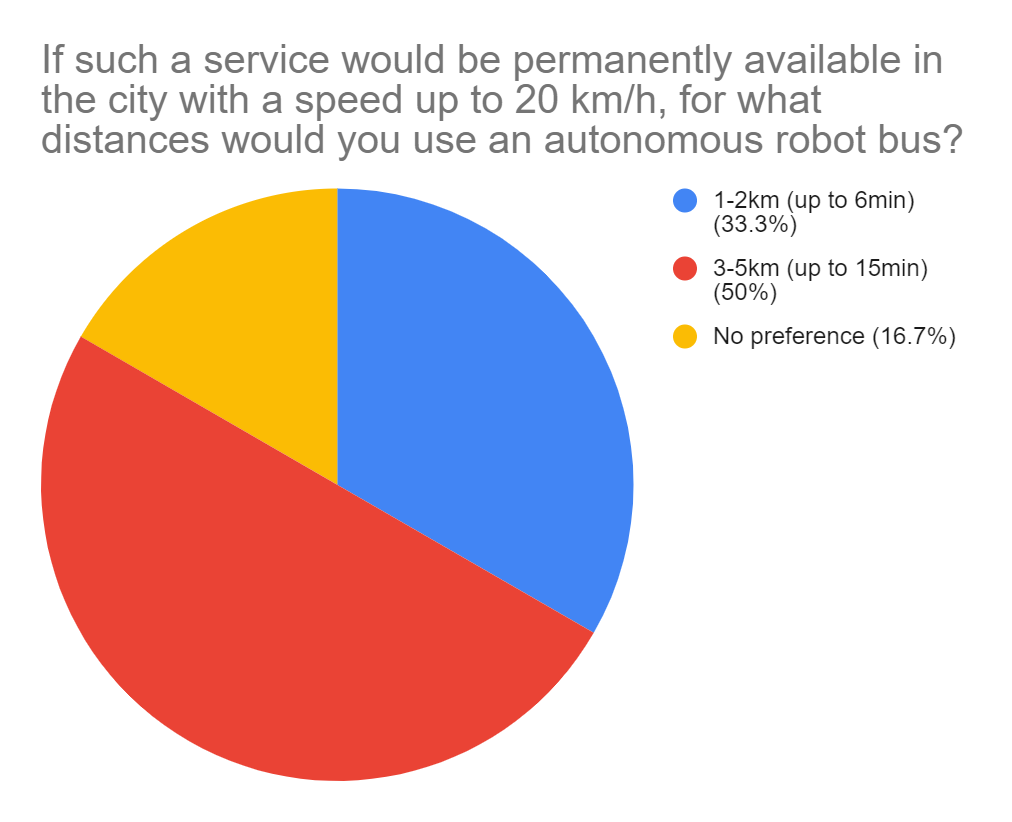 If such a service would be permanently available in
the city with a speed up to 20 km/h, for what
distances would you use an autonomous robot bus?
1-2km (up to 6min)
(33.3%)
3-5km (up to 15min)
(50%)
No preference (16.7%)